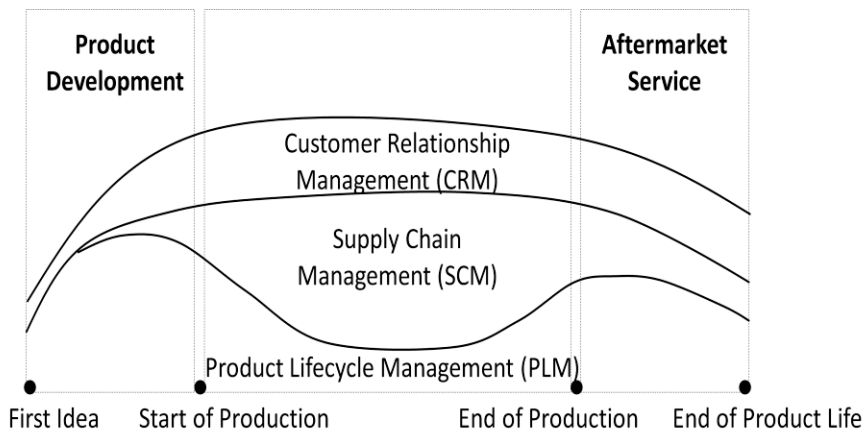 Product
Development
Aftermarket
Service
Customer Relationship
Management (CRM)
Supply Chain
Management (SCM)
Product Lifecycle Management (PLM)
First Idea
Start of Production
End of Production
End of Product Life